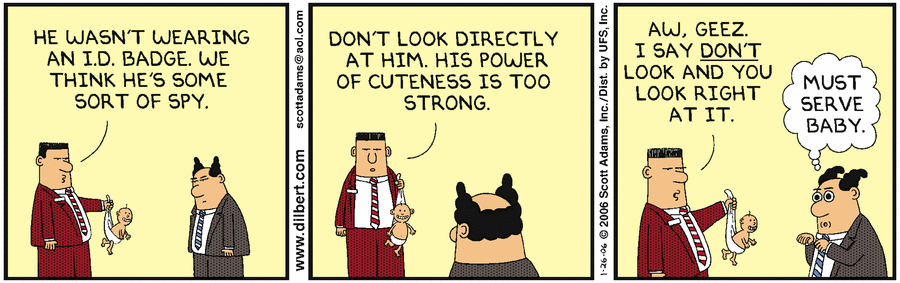 HE WASN'T WEARING
AN I.D. BADGE. WE
THINK HE'S SOME
SORT OF SPY.
www.dilbert.com
scottadams@aol.com
DON'T LOOK DIRECTLY
AT HIM. HIS POWER
OF CUTENESS IS TOO
STRONG.
1-26-06 © 2006 Scott Adams, Inc./Dist. by UFS, Inc.
AW, GEEZ.
I SAY DON'T
LOOK AND YOU
LOOK RIGHT
AT IT.
MUST
SERVE
BABY.